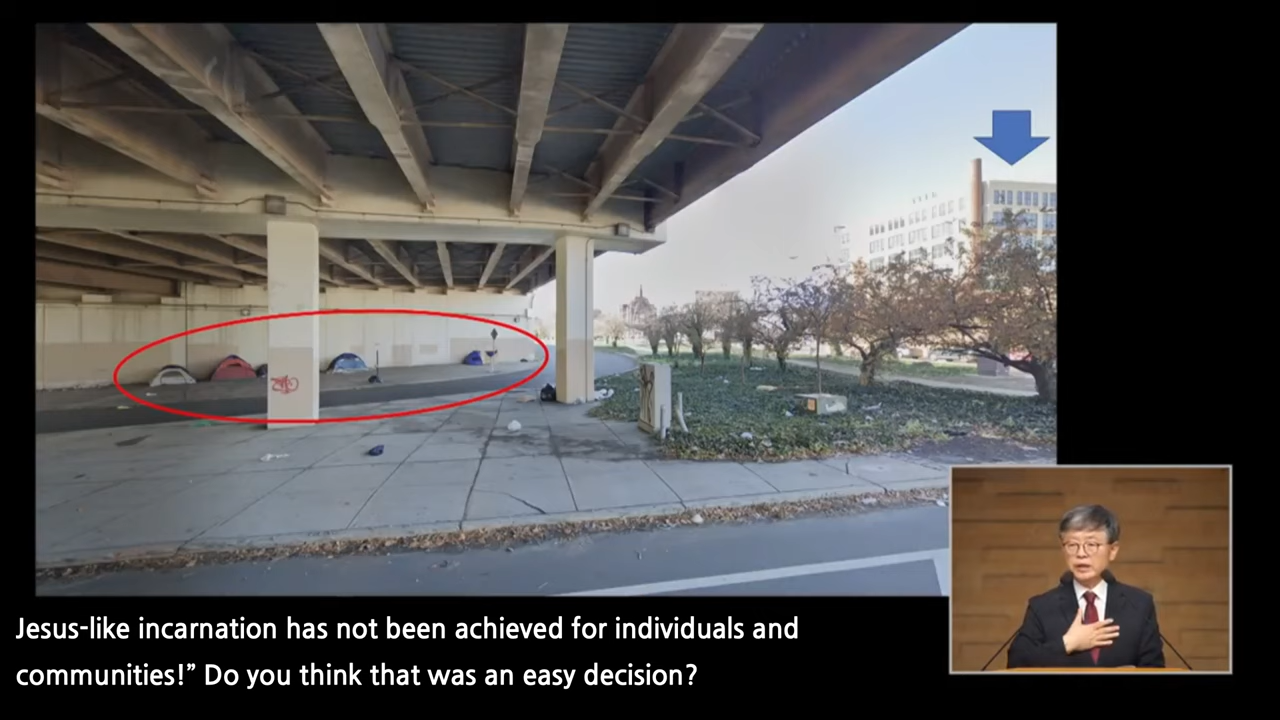 Jesus-like incarnation has not been achieved for individuals and
communities!” Do you think that was an easy decision?